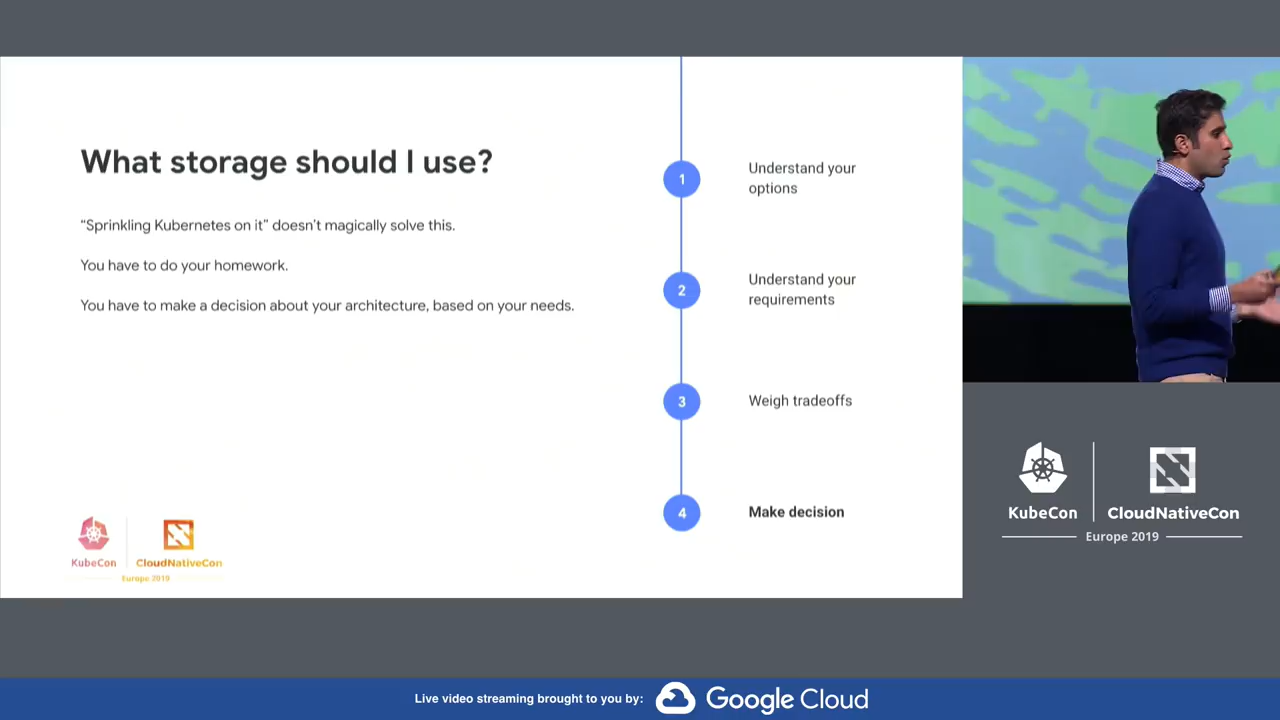 What storage should I use?
“Sprinkling Kubernetes on it” doesn’t magically solve this.
You have to do your homework.
You have to make a decision about your architecture, based on your needs.
1
Understand your
options
2
Understand your
requirements
3
Weigh tradeoffs
4
Make decision
KubeCon
CloudNativeCon
Europe 2019
KubeCon
CloudNativeCon
Europe 2019
Live video streaming brought to you by:
Google Cloud